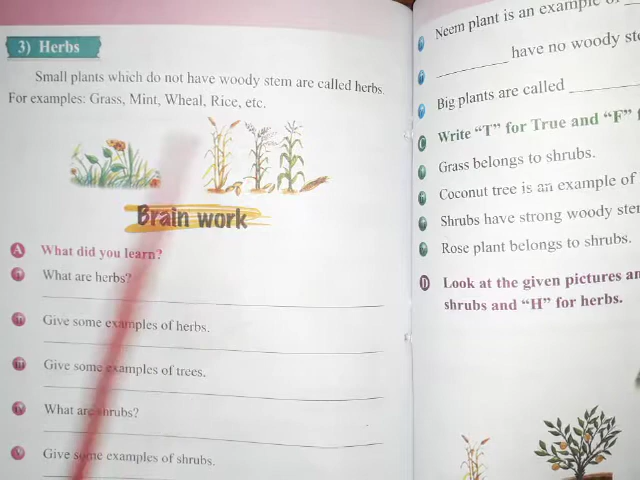 3) Herbs
Small plants which do not have woody stem are called herbs.
For examples: Grass, Mint, Wheal, Rice, etc.
Brain work
A What did you learn?
i What are herbs?
ii Give some examples of herbs.
iii Give some examples of trees.
iv What are shrubs?
v Give some examples of shrubs.
Neem plant is an example of
have no woody
Big plants are called
C Write “T” for True and “F”
Grass belongs to shrubs.
Coconut tree is an example of
Shrubs have strong woody
Rose plant belongs to shrubs.
D Look at the given pictures
shrubs and “H” for herbs.